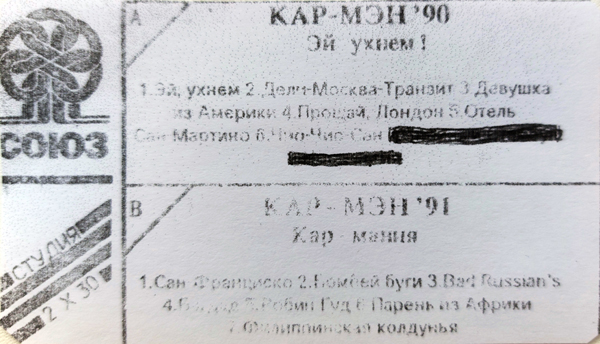 A
КАР-МЭН '90
Эй ухнем!
1.Эй, ухнем 2.Дели-Москва-Транзит 3.Девушка
из Америки 4.Прощай, Лондон 5.Отель
Сан-Мартино 6.Чио-Чио-Сан
СОЮЗ
B
КАР-МЭН '91
Кар-мания
1.Сан-Франциско 2.Бомбей буги 3.Bad Russian's
4.Багдад 5.Робин Гуд 6.Парень из Африки
7.Филиппинская колдунья
СТУДИЯ
2 X 30